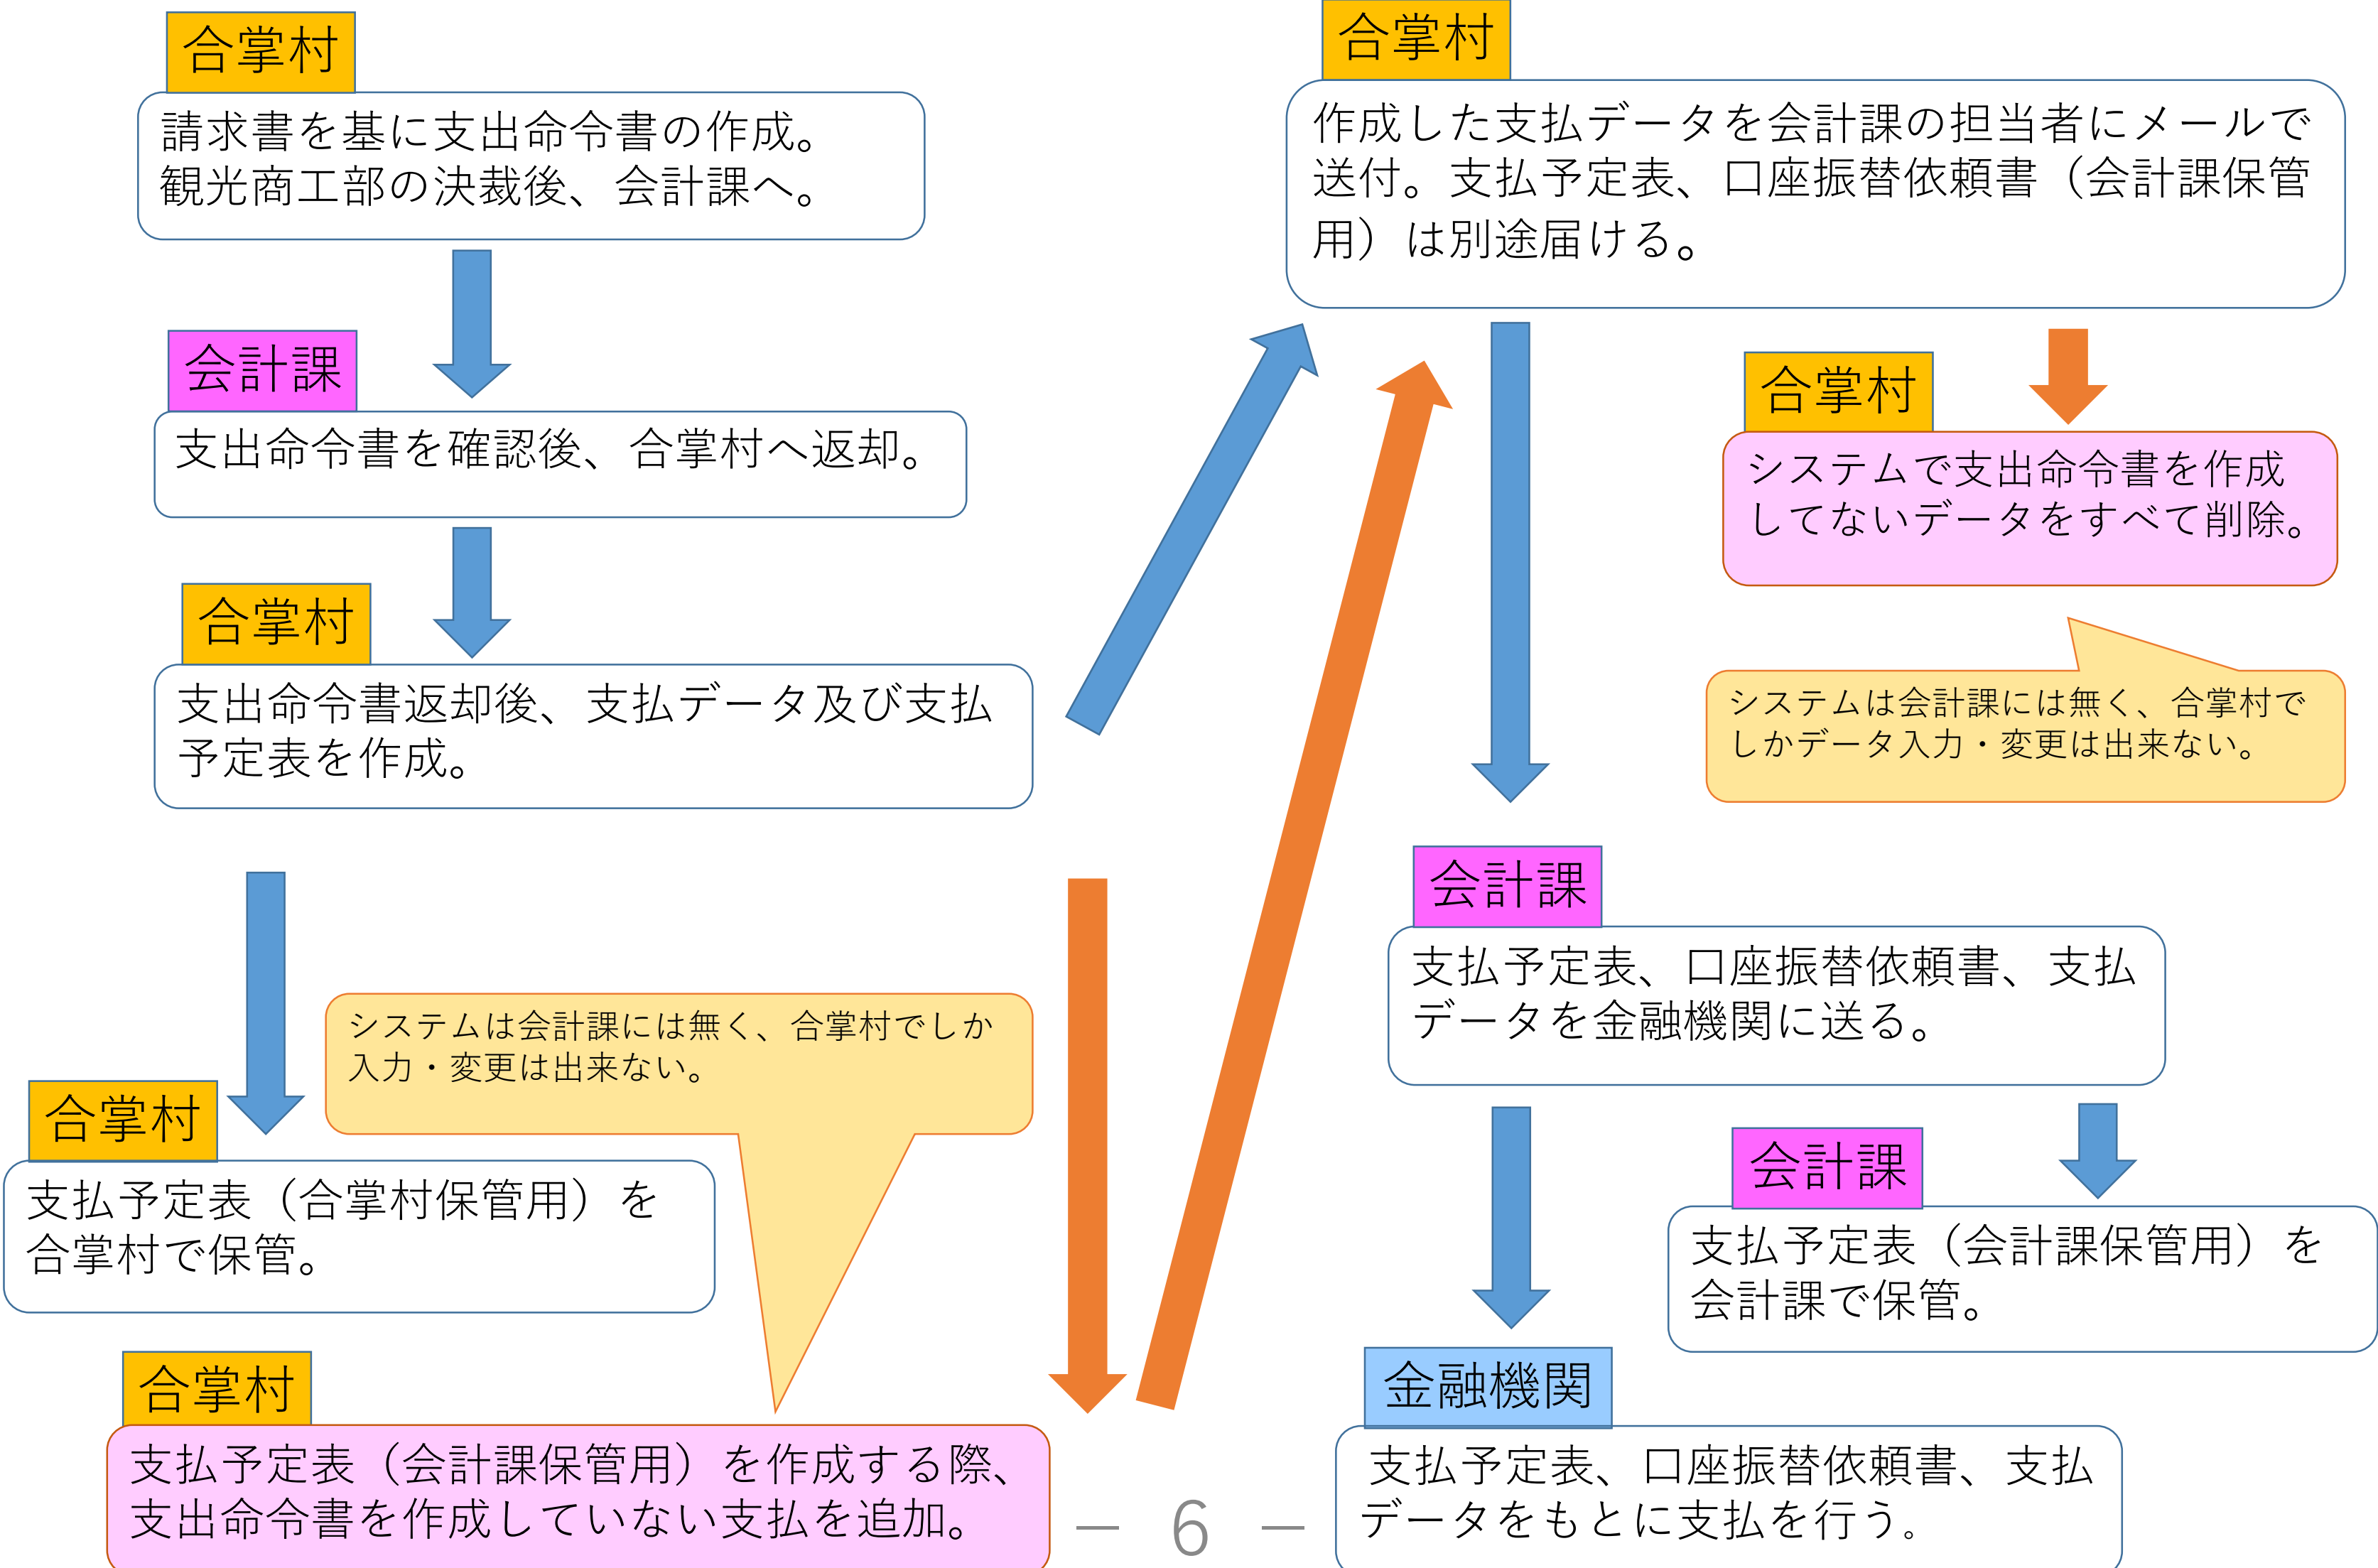 合掌村
請求書を基に支出命令書の作成。
観光商工部の決裁後、会計課へ。
会計課
支出命令書を確認後、合掌村へ返却。
合掌村
支出命令書返却後、支払データ及び支払
予定表を作成。
システムは会計課には無く、合掌村でしか
入力・変更は出来ない。
合掌村
支払予定表（合掌村保管用）を
合掌村で保管。
合掌村
支払予定表（会計課保管用）を作成する際、
支出命令書を作成していない支払を追加。
合掌村
作成した支払データを会計課の担当者にメールで
送付。支払予定表、口座振替依頼書（会計課保管
用）は別途届ける。
合掌村
システムで支出命令書を作成
してないデータをすべて削除。
システムは会計課には無く、合掌村で
しかデータ入力・変更は出来ない。
会計課
支払予定表、口座振替依頼書、支払
データを金融機関に送る。
会計課
支払予定表（会計課保管用）を
会計課で保管。
金融機関
支払予定表、口座振替依頼書、支払
データをもとに支払を行う。
－ 6 －